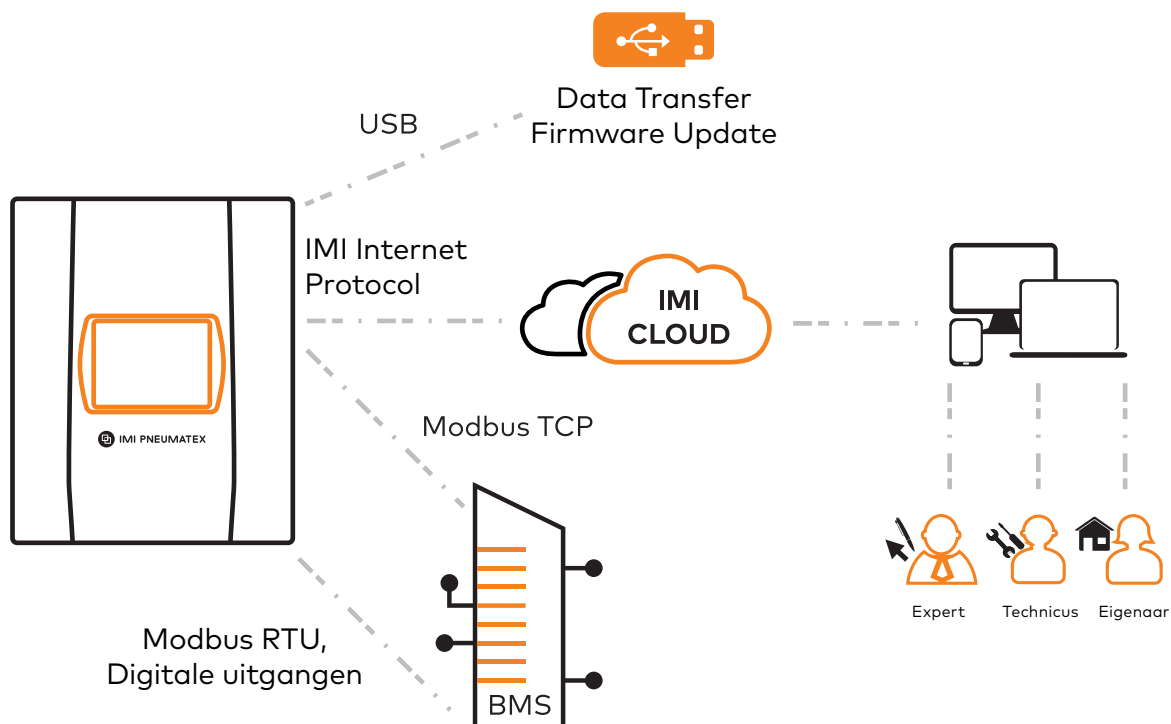 USB
Data Transfer
Firmware Update
IMI Internet
Protocol
IMI
CLOUD
IMI PNEUMATEX
Modbus TCP
Modbus RTU,
Digitale uitgangen
BMS
Expert
Technicus
Eigenaar